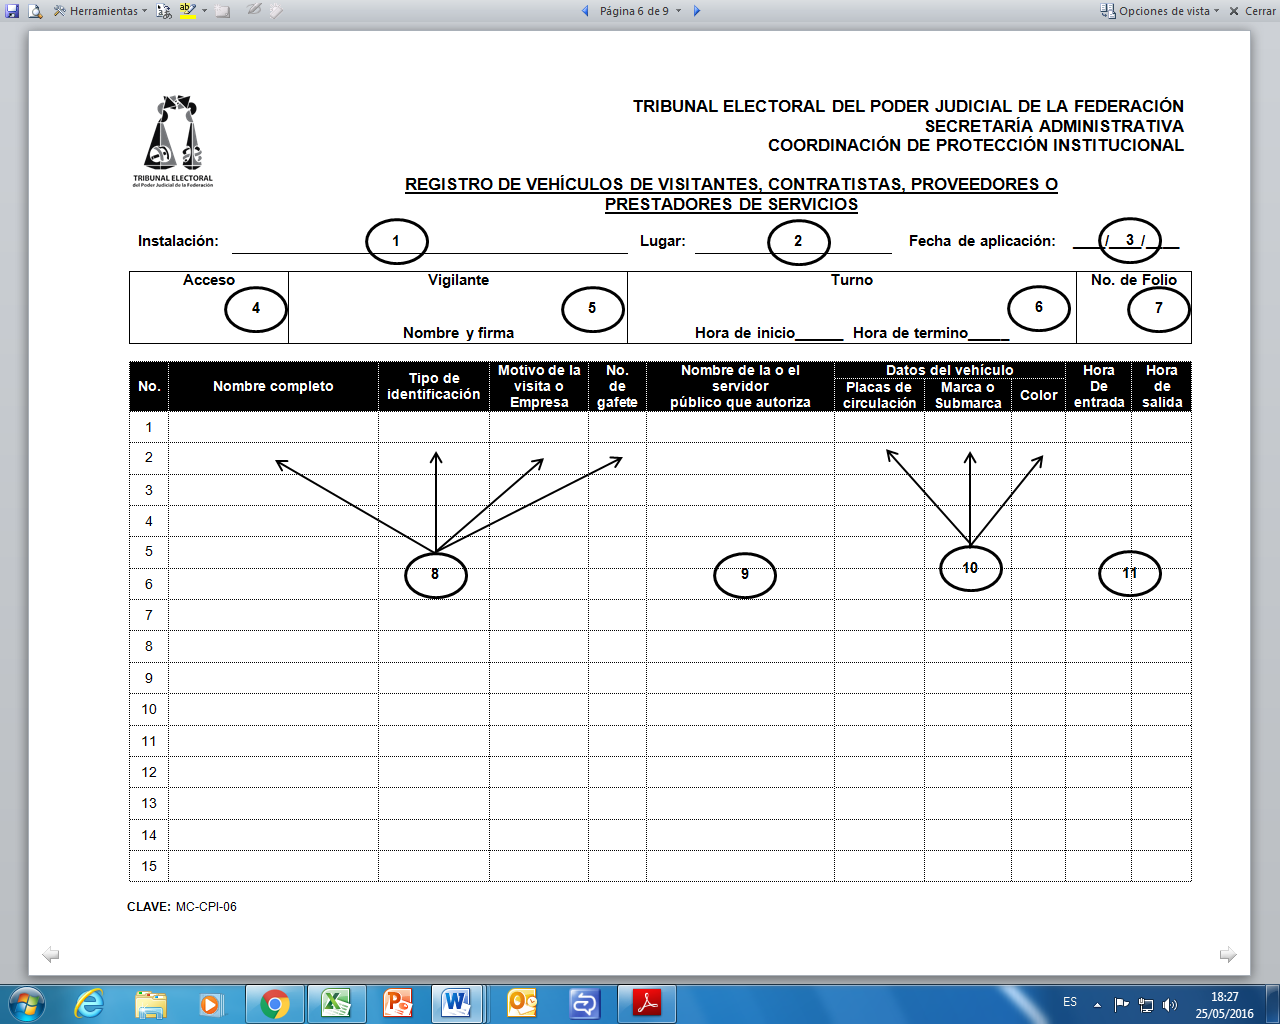 Herramientas
ab
Página 6 de 9
Opciones de vista
Cerrar
TRIBUNAL ELECTORAL
del Poder Judicial de la Federación
TRIBUNAL ELECTORAL DEL PODER JUDICIAL DE LA FEDERACIÓN
SECRETARÍA ADMINISTRATIVA
COORDINACIÓN DE PROTECCIÓN INSTITUCIONAL
REGISTRO DE VEHÍCULOS DE VISITANTES, CONTRATISTAS, PROVEEDORES O
PRESTADORES DE SERVICIOS
Instalación: 1 Lugar: 2 Fecha de aplicación: ____/__3__/____
Acceso Vigilante Turno No. de Folio
4 5 6 7
Nombre y firma Hora de inicio______ Hora de termino_____
No. Nombre completo Tipo de identificación Motivo de la visita o Empresa No. de gafete Nombre de la o el servidor público que autoriza Datos del vehículo Hora De entrada Hora de salida
Placas de circulación Marca o Submarca Color
1
2
3
4
5
8 9 10 11
6
7
8
9
10
11
12
13
14
15
CLAVE: MC-CPI-06
ES
18:27
25/05/2016